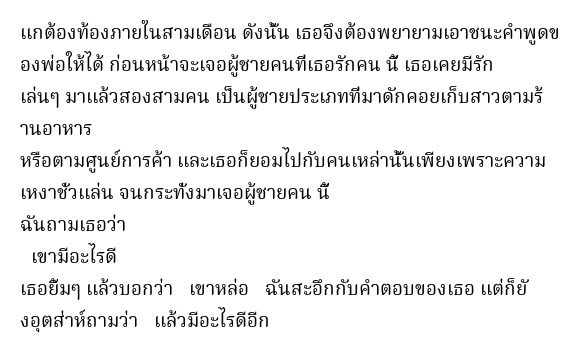 แกต้องท้องภายในสามเดือน ดังนั้น เธอจึงต้องพยายามเอาชนะคำพูดข
องพ่อให้ได้ ก่อนหน้าจะเจอผู้ชายคนที่เธอรักคน นี้ เธอเคยมีรัก
เล่นๆ มาแล้วสองสามคน เป็นผู้ชายประเภทที่มาดักคอยเก็บสาวตามร้
านอาหาร
หรือตามศูนย์การค้า และเธอก็ยอมไปกับคนเหล่านั้นเพียงเพราะความ
เหงาชั่วแล่น จนกระทั่งมาเจอผู้ชายคน นี้
ฉันถามเธอว่า
เขามีอะไรดี
เธอยิ้มๆ แล้วบอกว่า เขาหล่อ ฉันสะอึกกับคำตอบของเธอ แต่ก็ยั
งอุตส่าห์ถามว่า แล้วมีอะไรดีอีก